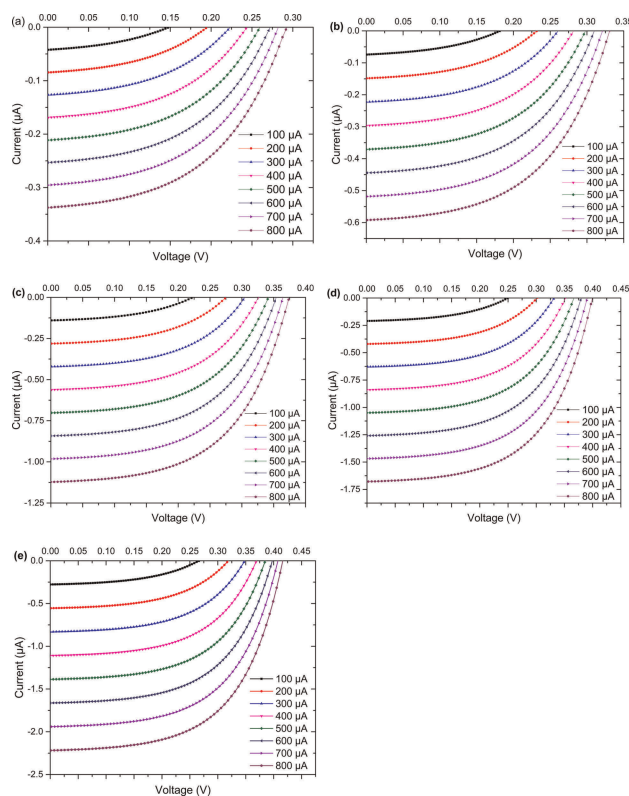 (a)
0.00 0.05 0.10 0.15 0.20 0.25 0.30
0.0
-0.1
-0.2
-0.3
-0.4
Current (µA)
Voltage (V)
100 µA
200 µA
300 µA
400 µA
500 µA
600 µA
700 µA
800 µA
(b)
0.00 0.05 0.10 0.15 0.20 0.25 0.30 0.35
0.0
-0.1
-0.2
-0.3
-0.4
-0.5
-0.6
Current (µA)
Voltage (V)
100 µA
200 µA
300 µA
400 µA
500 µA
600 µA
700 µA
800 µA
(c)
0.00 0.05 0.10 0.15 0.20 0.25 0.30 0.35 0.40
0.00
-0.25
-0.50
-0.75
-1.00
-1.25
Current (µA)
Voltage (V)
100 µA
200 µA
300 µA
400 µA
500 µA
600 µA
700 µA
800 µA
(d)
0.00 0.05 0.10 0.15 0.20 0.25 0.30 0.35 0.40 0.45
0.00
-0.25
-0.50
-0.75
-1.00
-1.25
-1.50
-1.75
Current (µA)
Voltage (V)
100 µA
200 µA
300 µA
400 µA
500 µA
600 µA
700 µA
800 µA
(e)
0.00 0.05 0.10 0.15 0.20 0.25 0.30 0.35 0.40 0.45
0.0
-0.5
-1.0
-1.5
-2.0
-2.5
Current (µA)
Voltage (V)
100 µA
200 µA
300 µA
400 µA
500 µA
600 µA
700 µA
800 µA